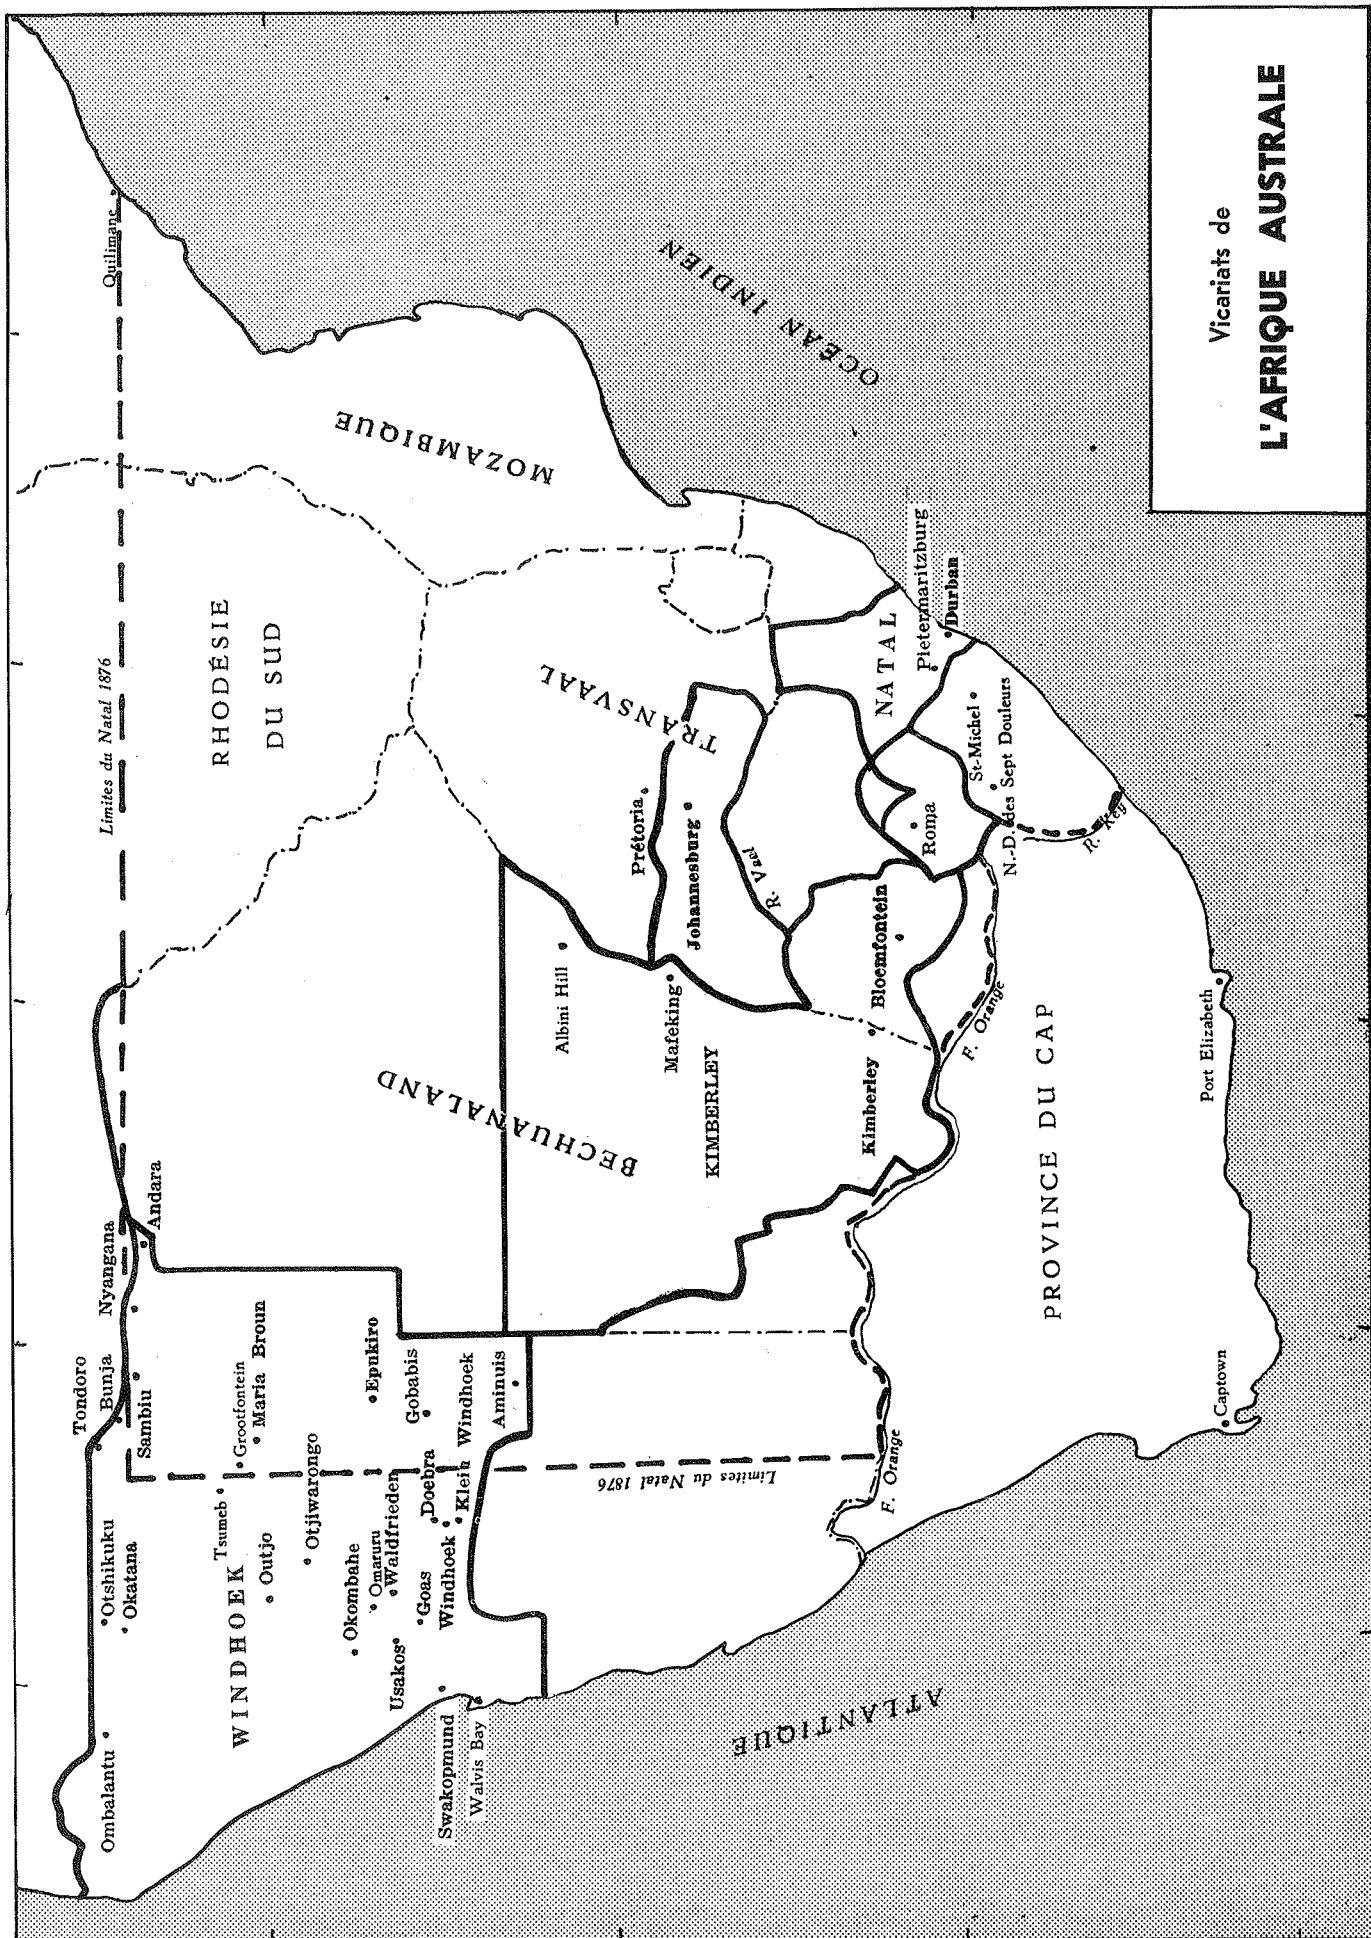 Vicariats de
L'AFRIQUE AUSTRALE
Ombalantu
Otshikuku
Okatana
Tondoro
Bunja
Sambiu
Nyangana
Andara
Limites du Natal 1876
Quilimane
WINDHOEK
Tsumeb
Grootfontein
Maria Broun
Outjo
Otjiwarongo
Okombahe
Omaruru
Waldfrieden
Epukiro
Gobabis
Usakos
Goas
Doebra
Windhoek
Klein Windhoek
Aminuis
Swakopmund
Walvis Bay
RHODÉSIE
DU SUD
MOZAMBIQUE
BECHUANALAND
Albini Hill
TRANSVAAL
Prétoria
Johannesburg
Mafeking
KIMBERLEY
Limites du Natal 1876
R. Vaal
Kimberley
Bloemfontein
Roma
NATAL
Pietermaritzburg
Durban
St-Michel
N.-D. des Sept Douleurs
R. Key
F. Orange
F. Orange
PROVINCE DU CAP
Captown
Port Elizabeth
ATLANTIQUE
OCEAN INDIEN